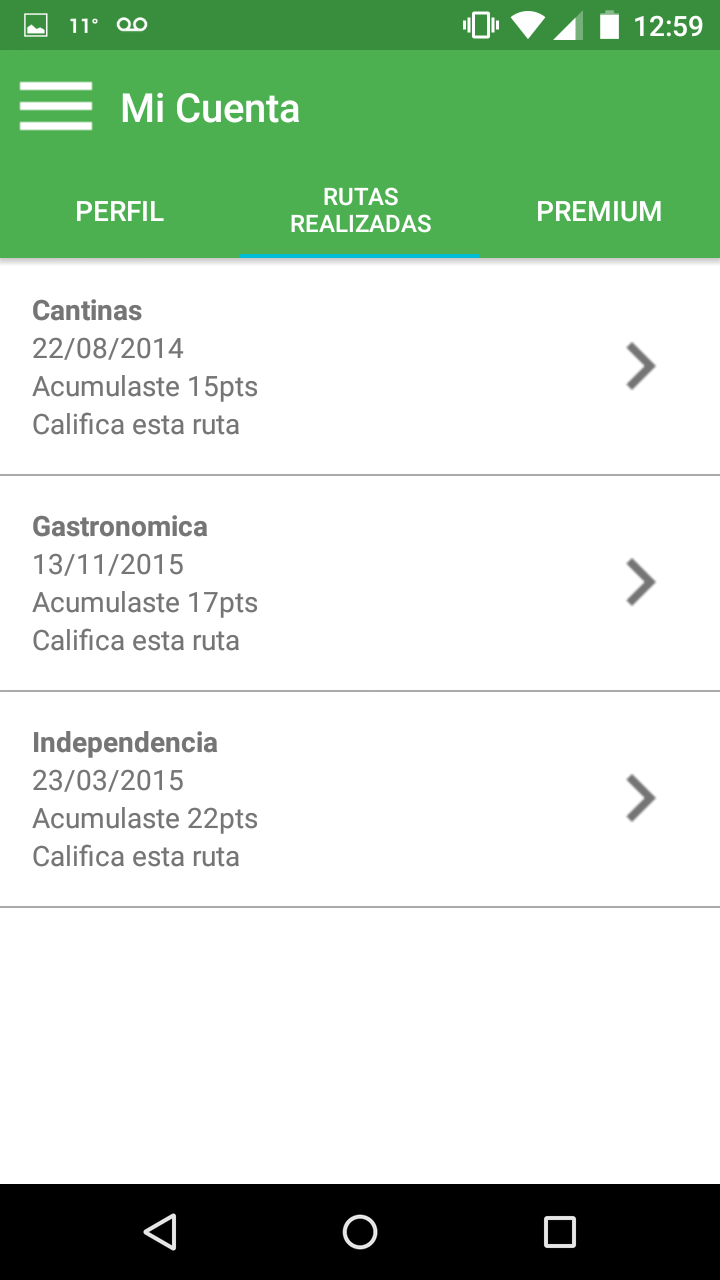 11°
12:59
Mi Cuenta
PERFIL
RUTAS
REALIZADAS
PREMIUM
Cantinas
22/08/2014
Acumulaste 15pts
Califica esta ruta
Gastronomica
13/11/2015
Acumulaste 17pts
Califica esta ruta
Independencia
23/03/2015
Acumulaste 22pts
Califica esta ruta